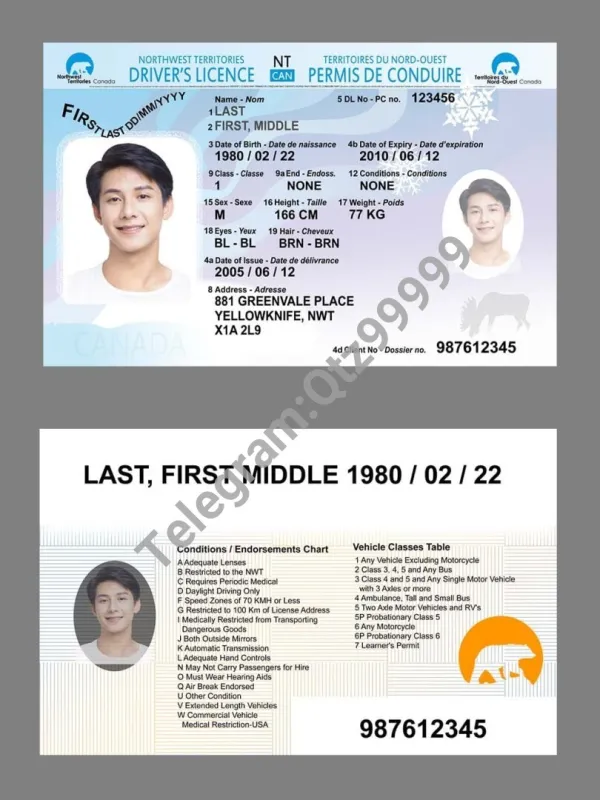 NORTHWEST TERRITORIES
DRIVER'S LICENCE
NT
CAN
TERRITOIRES DU NORD-OUEST
PERMIS DE CONDUIRE
Northwest
Territories Canada
Territoires du
Nord-Ouest Canada
FIRSTLAST DD/MM/YYYY
Name - Nom
5 DL No - PC no. 123456
1 LAST
2 FIRST, MIDDLE
3 Date of Birth - Date de naissance
4b Date of Expiry - Date d'expiration
1980 / 02 / 22
2010 / 06 / 12
9 Class - Classe
9a End - Endoss.
12 Conditions - Conditions
1
NONE
NONE
15 Sex - Sexe
16 Height - Taille
17 Weight - Poids
M
166 CM
77 KG
18 Eyes - Yeux
19 Hair - Cheveux
BL - BL
BRN - BRN
4a Date of Issue - Date de délivrance
2005 / 06 / 12
8 Address - Adresse
881 GREENVALE PLACE
YELLOWKNIFE, NWT
X1A 2L9
CANADA
4d Client No - Dossier no. 987612345
Telegram:Qtz99999
LAST, FIRST MIDDLE 1980 / 02 / 22
Conditions / Endorsements Chart
A Adequate Lenses
B Restricted to the NWT
C Requires Periodic Medical
D Daylight Driving Only
F Speed Zones of 70 KMH or Less
G Restricted to 100 Km of License Address
I Medically Restricted from Transporting
Dangerous Goods
J Both Outside Mirrors
K Automatic Transmission
L Adequate Hand Controls
N May Not Carry Passengers for Hire
O Must Wear Hearing Aids
Q Air Break Endorsed
U Other Condition
V Extended Length Vehicles
W Commercial Vehicle
Medical Restriction-USA
Vehicle Classes Table
1 Any Vehicle Excluding Motorcycle
2 Class 3, 4, 5 and Any Bus
3 Class 4 and 5 and Any Single Motor Vehicle
with 3 Axles or more
4 Ambulance, Tall and Small Bus
5 Two Axle Motor Vehicles and RV's
5P Probationary Class 5
6 Any Motorcycle
6P Probationary Class 6
7 Learner's Permit
987612345